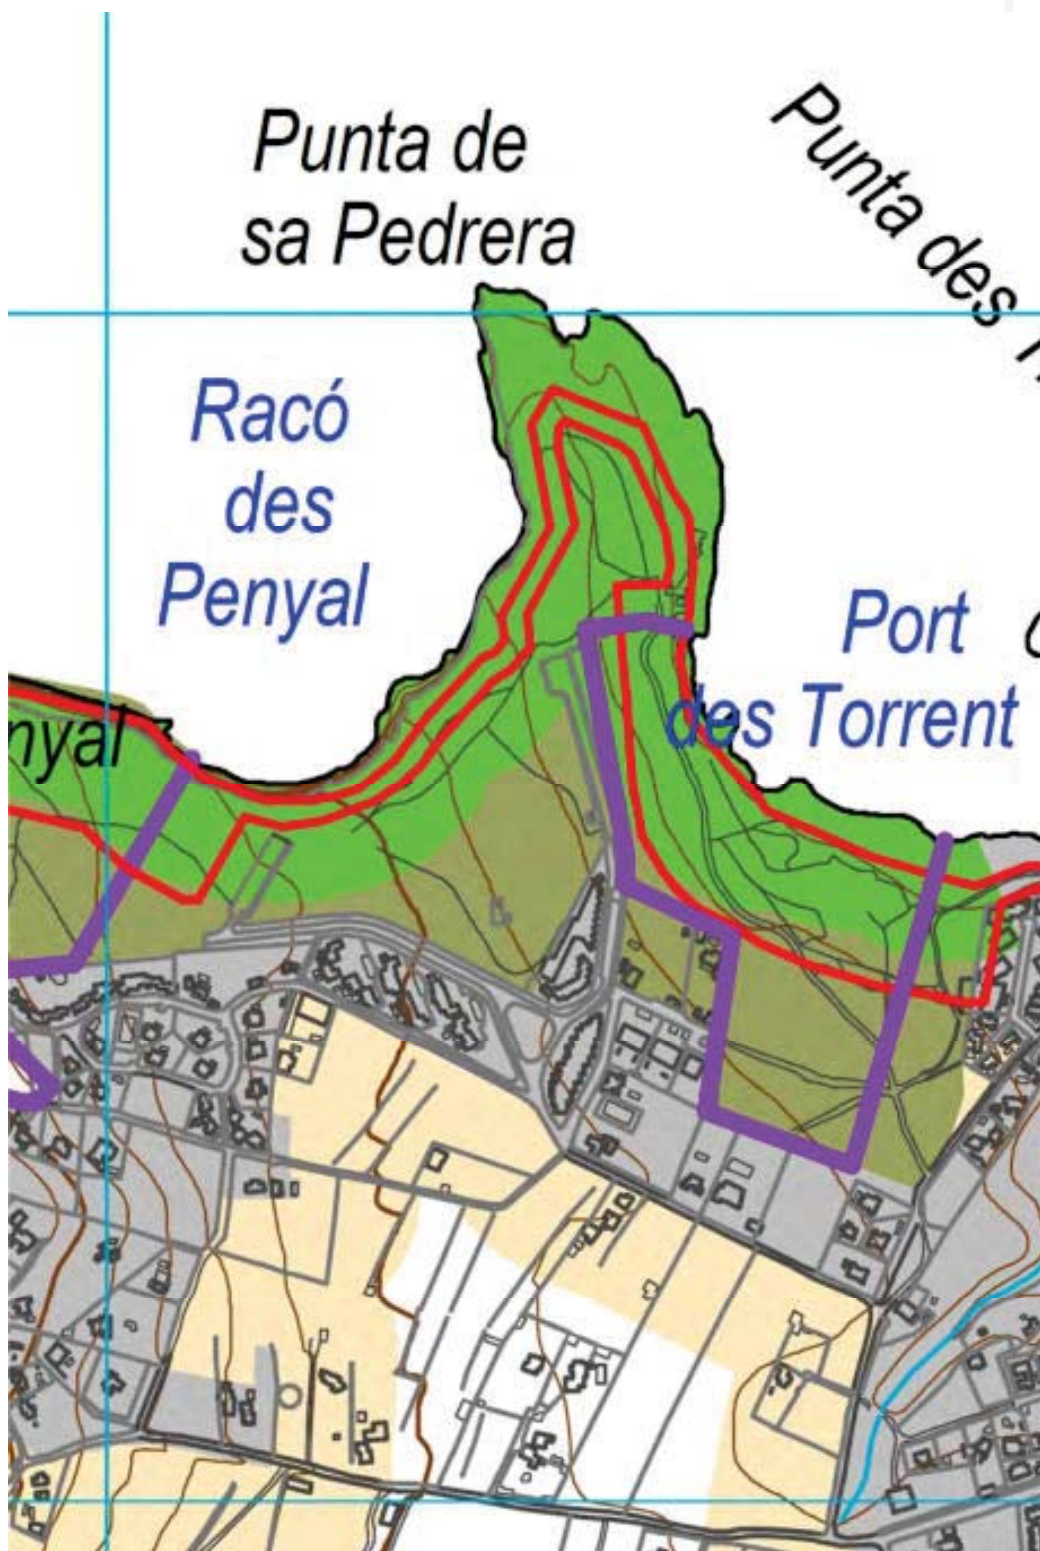 Punta de
sa Pedrera
Punta des
Racó
des
Penyal
Port
des Torrent
nyal